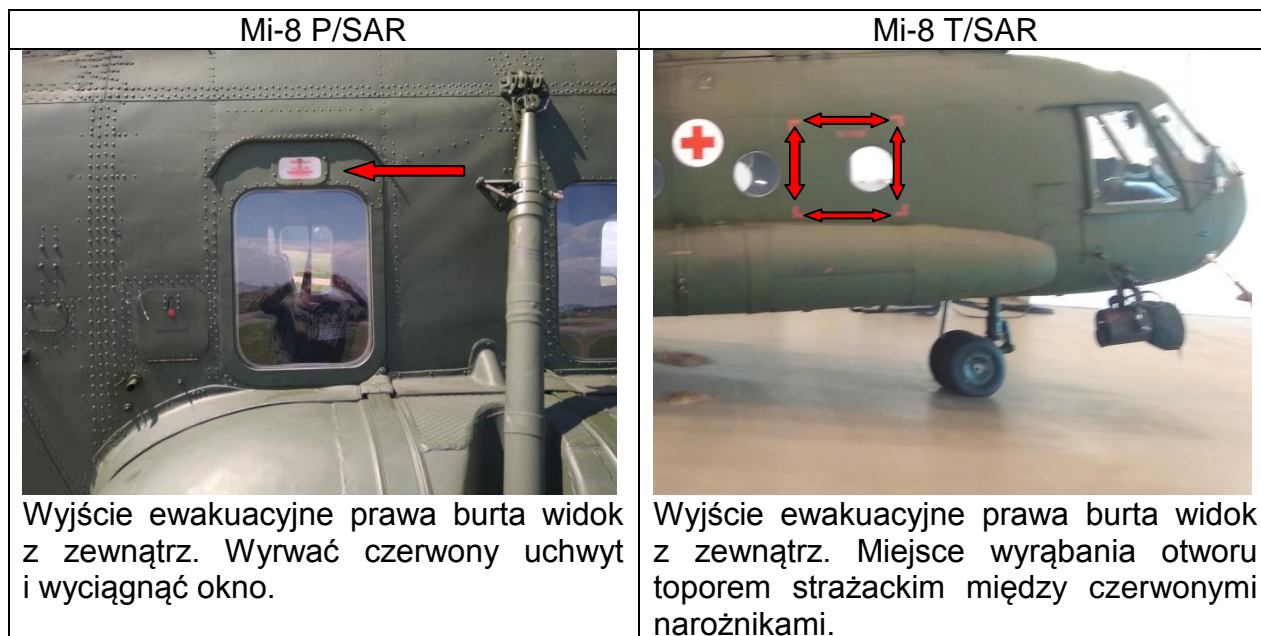 Mi-8 P/SAR
Mi-8 T/SAR
Wyjście ewakuacyjne prawa burta widok
z zewnątrz. Wyrwać czerwony uchwyt
i wyciągnąć okno.
Wyjście ewakuacyjne prawa burta widok
z zewnątrz. Miejsce wyrąbania otworu
toporem strażackim między czerwonymi
narożnikami.